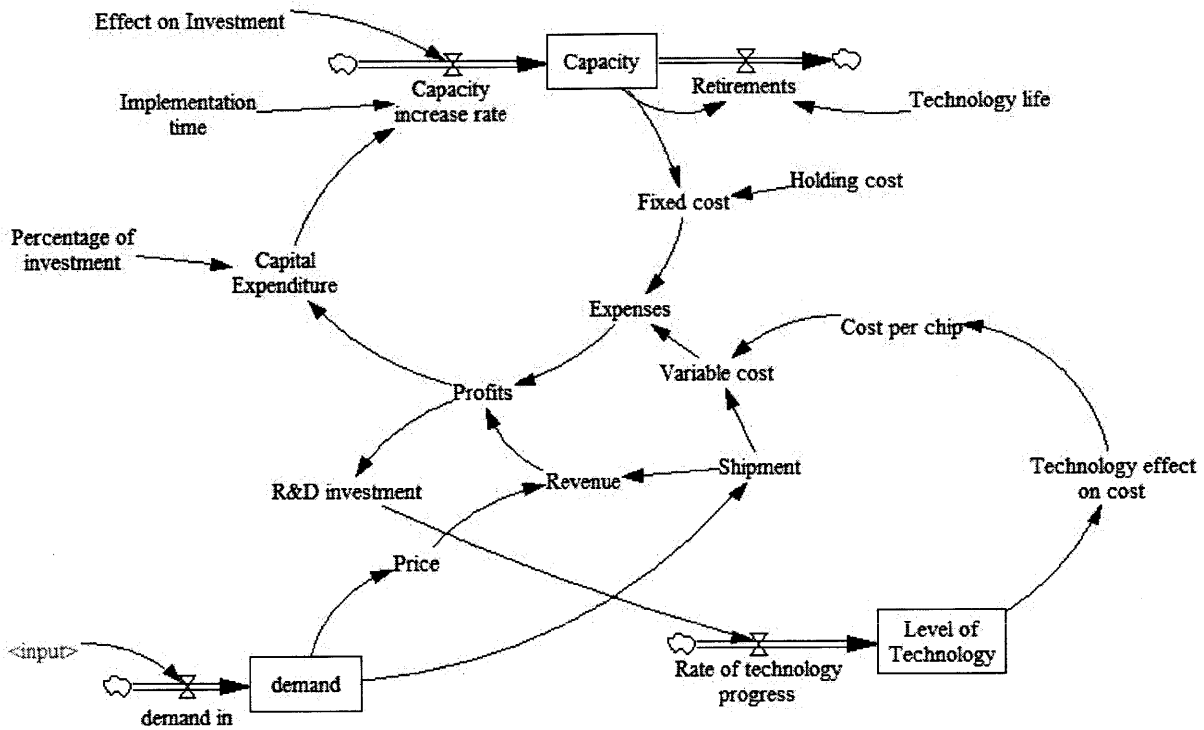 Effect on Investment
Capacity
Capacity
increase rate
Retirements
Implementation
time
Technology life
Holding cost
Fixed cost
Percentage of
investment
Capital
Expenditure
Expenses
Cost per chip
Variable cost
Profits
Shipment
Technology effect
on cost
R&D investment
Revenue
Price
<input>
demand
demand in
Rate of technology
progress
Level of
Technology